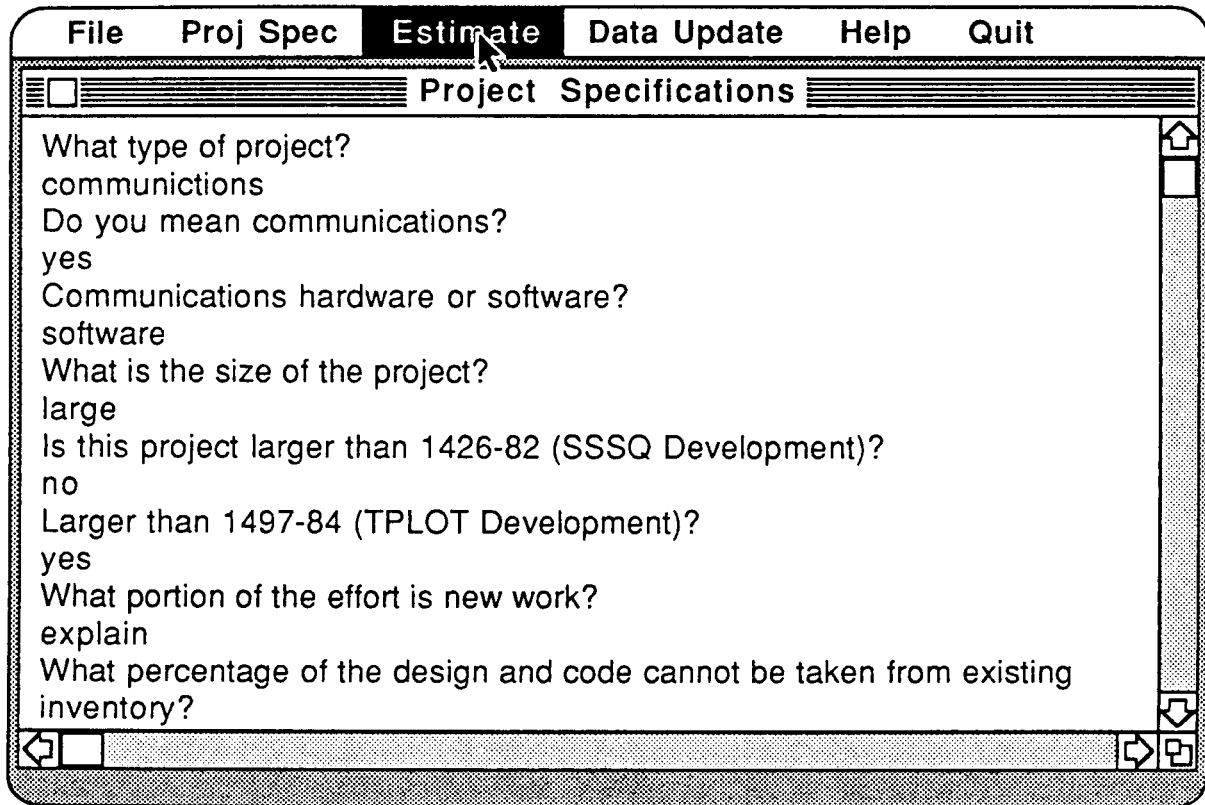 File Proj Spec Estimate Data Update Help Quit
Project Specifications
What type of project?
communictions
Do you mean communications?
yes
Communications hardware or software?
software
What is the size of the project?
large
Is this project larger than 1426-82 (SSSQ Development)?
no
Larger than 1497-84 (TPLOT Development)?
yes
What portion of the effort is new work?
explain
What percentage of the design and code cannot be taken from existing
inventory?